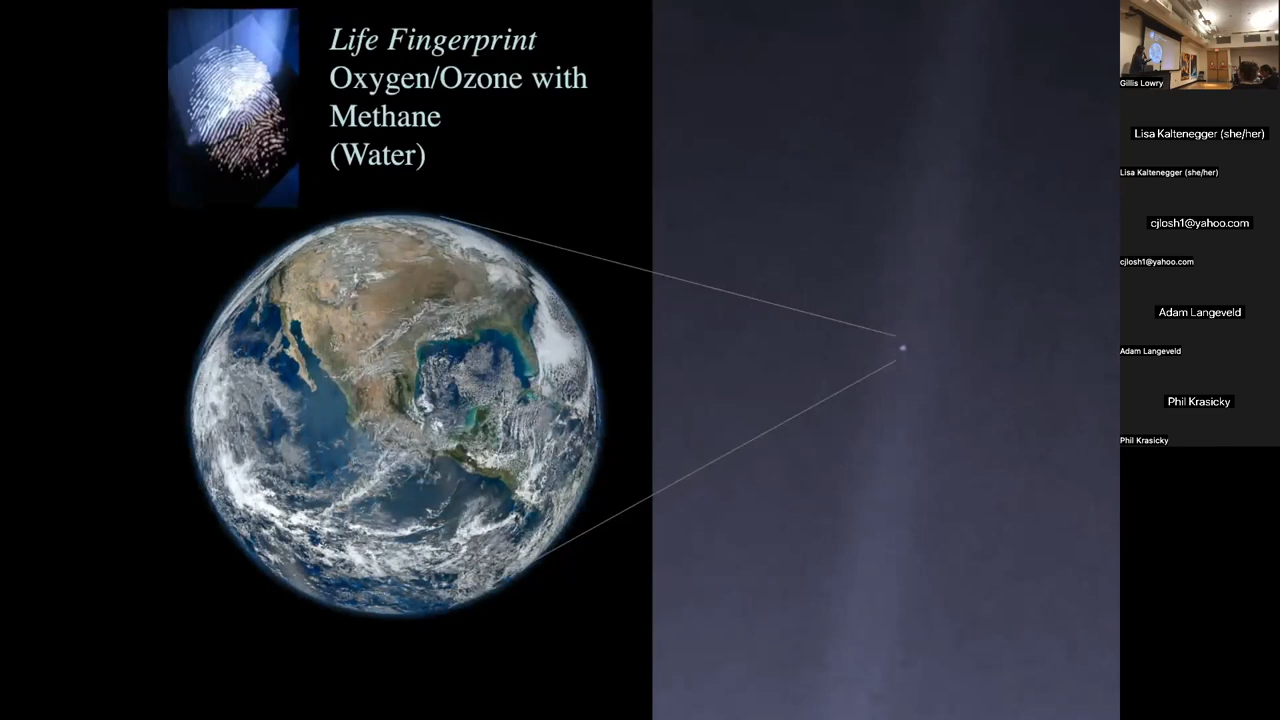 Life Fingerprint
Oxygen/Ozone with
Methane
(Water)
Gillis Lowry
Lisa Kaltenegger (she/her)
Lisa Kaltenegger (she/her)
cjlosh1@yahoo.com
cjlosh1@yahoo.com
Adam Langeveld
Adam Langeveld
Phil Krasicky
Phil Krasicky